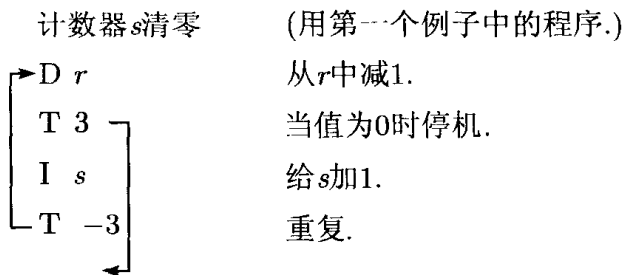 计数器s清零 (用第一个例子中的程序.)
D r 从r中减1.
T 3 当值为0时停机.
I s 给s加1.
T −3 重复.